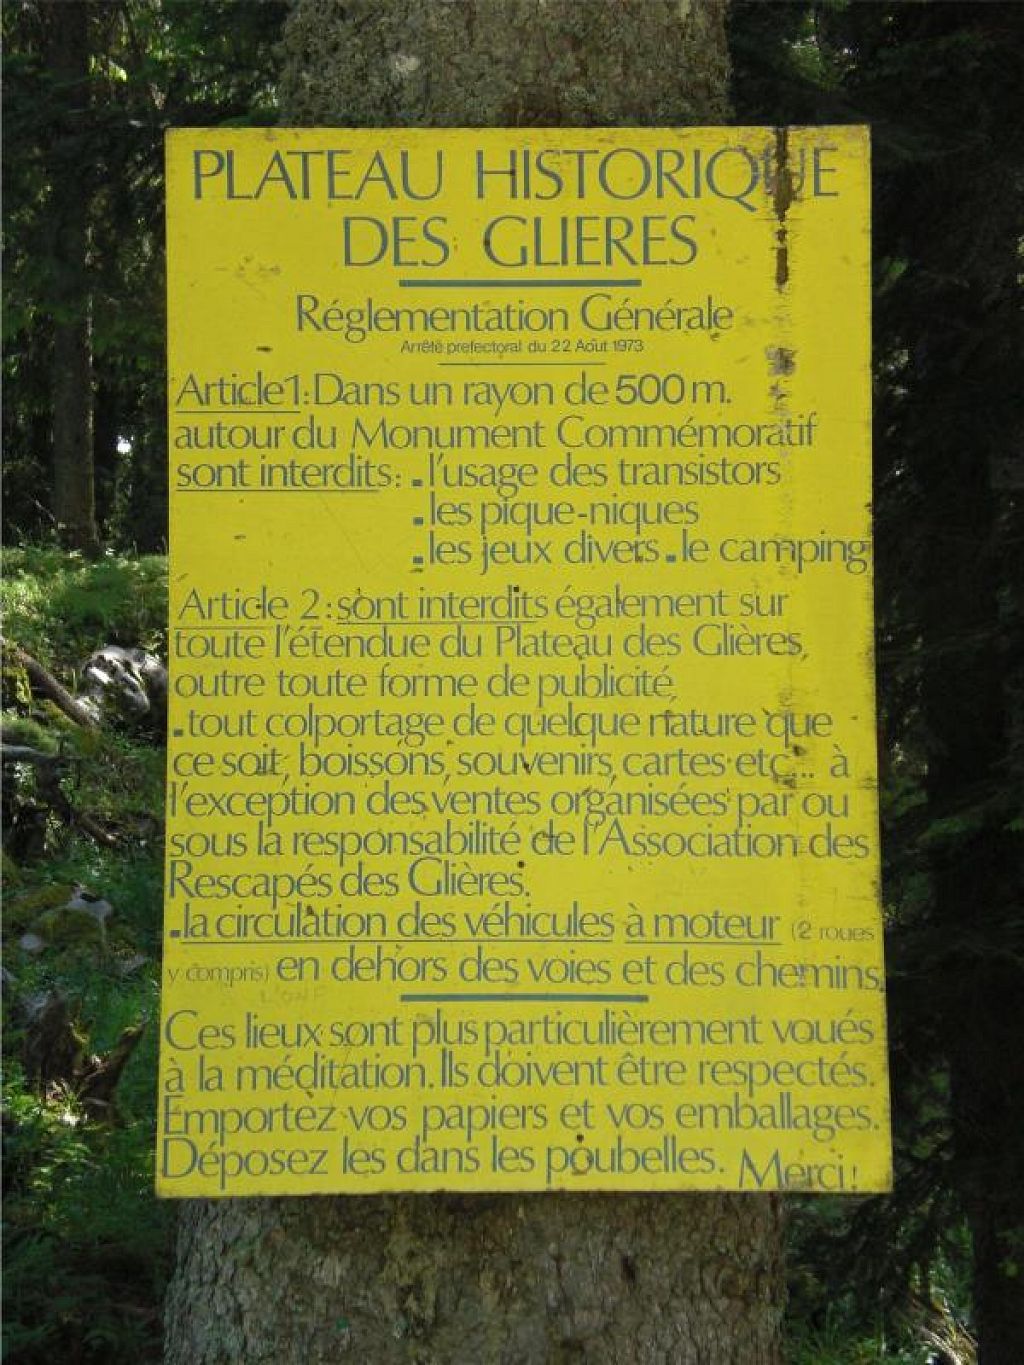 PLATEAU HISTORIQUE
DES GLIERES
Réglementation Générale
Arrêté prefectoral du 22 Août 1973
Article 1: Dans un rayon de 500 m.
autour du Monument Commémoratif
sont interdits: ▪ l'usage des transistors
▪ les pique-niques
▪ les jeux divers ▪ le camping
Article 2: sont interdits également sur
toute l'étendue du Plateau des Glières,
outre toute forme de publicité,
▪ tout colportage de quelque nature que
ce soit, boissons, souvenirs, cartes etc... à
l'exception des ventes organisées par ou
sous la responsabilité de l'Association des
Rescapés des Glières.
▪ la circulation des véhicules à moteur (2 roues
y compris) en dehors des voies et des chemins.
Ces lieux sont plus particulièrement voués
à la méditation. Ils doivent être respectés.
Emportez vos papiers et vos emballages.
Déposez les dans les poubelles. Merci!